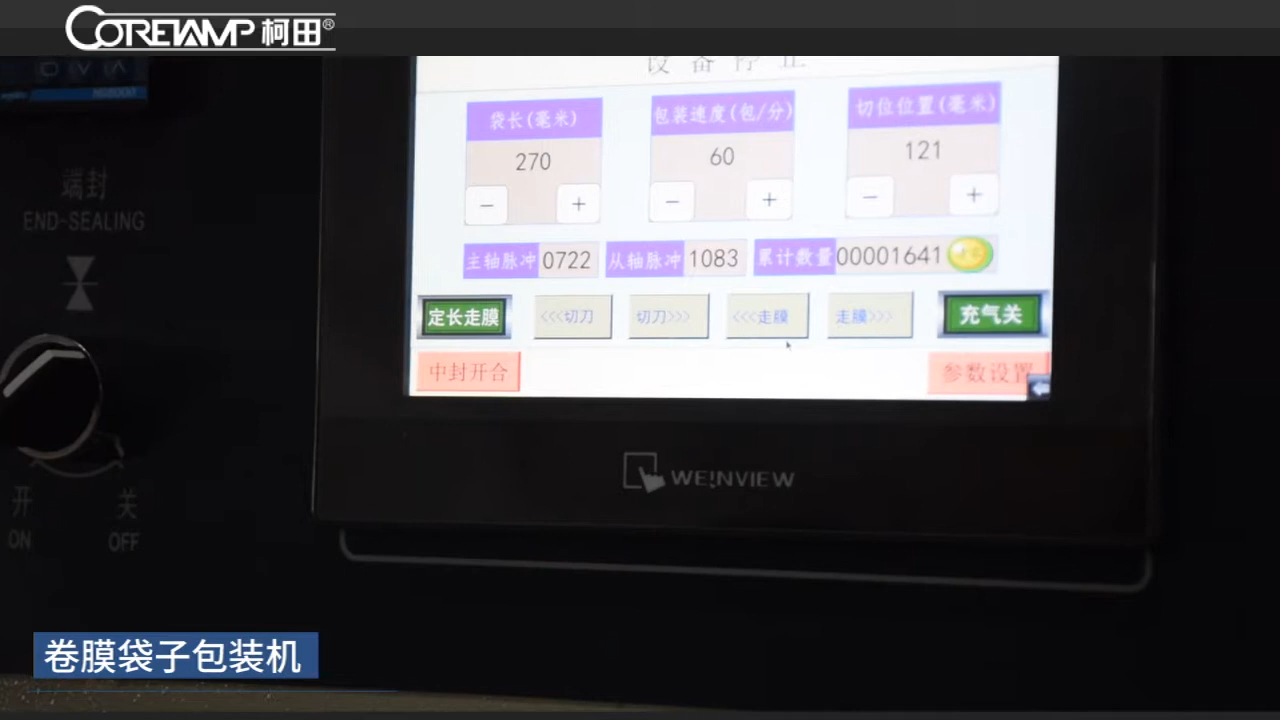 CORETAMP 柯田®
设备停止
袋长(毫米) 包装速度(包/分) 切位位置(毫米)
270 60 121
− + − + − +
主轴脉冲 0722 从轴脉冲 1083 累计数量 00001641
定长走膜 <<<切刀 切刀>>> <<<走膜 走膜>>> 充气关
中封开合 参数设置
端封
END-SEALING
开 关
ON OFF
WEINVIEW
卷膜袋子包装机